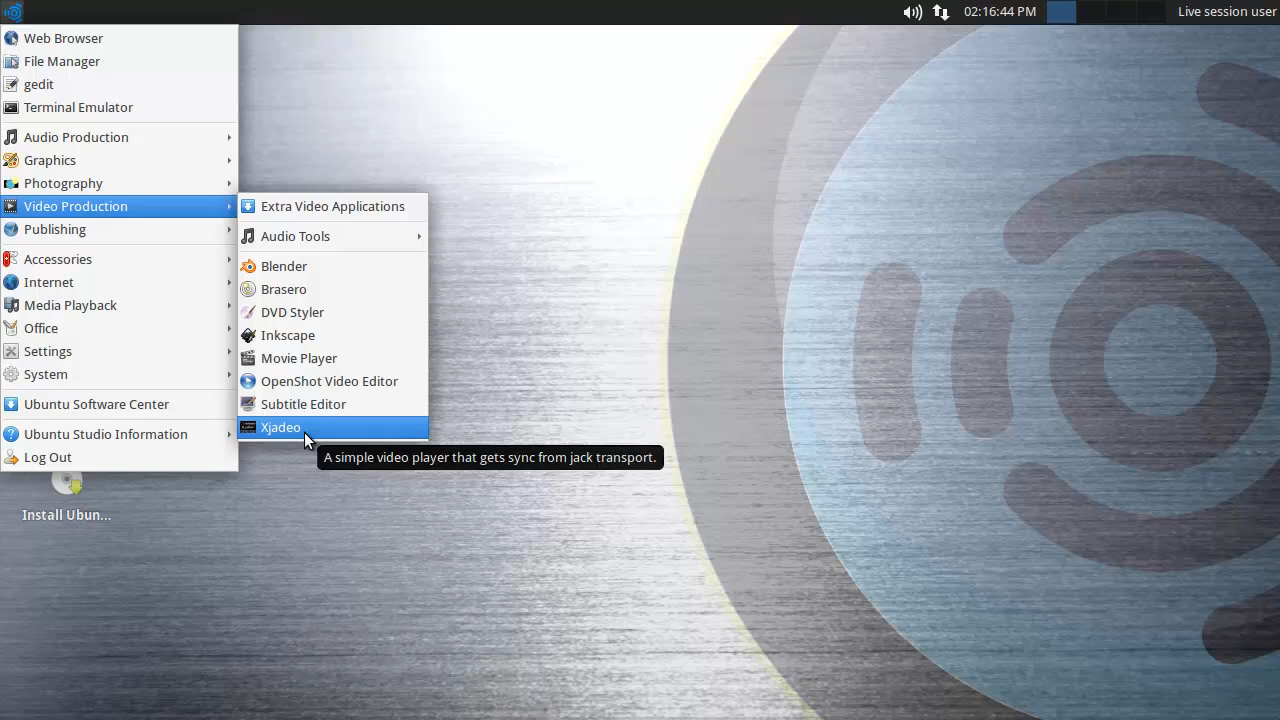 02:16:44 PM
Live session user
Web Browser
File Manager
gedit
Terminal Emulator
Audio Production
Graphics
Photography
Video Production
Publishing
Accessories
Internet
Media Playback
Office
Settings
System
Ubuntu Software Center
Ubuntu Studio Information
Log Out
Extra Video Applications
Audio Tools
Blender
Brasero
DVD Styler
Inkscape
Movie Player
OpenShot Video Editor
Subtitle Editor
Xjadeo
A simple video player that gets sync from jack transport.
Install Ubun...